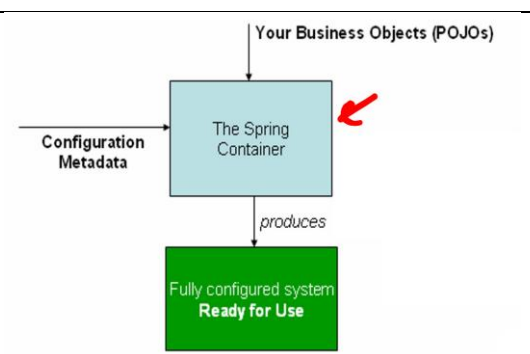 Your Business Objects (POJOs)
The Spring
Container
Configuration
Metadata
produces
Fully configured system
Ready for Use